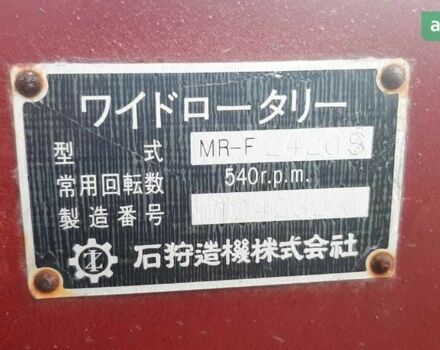 ワイドロータリー
型 式 MR-F 2420S
常用回転数 540r.p.m.
製造番号
石狩造機株式会社